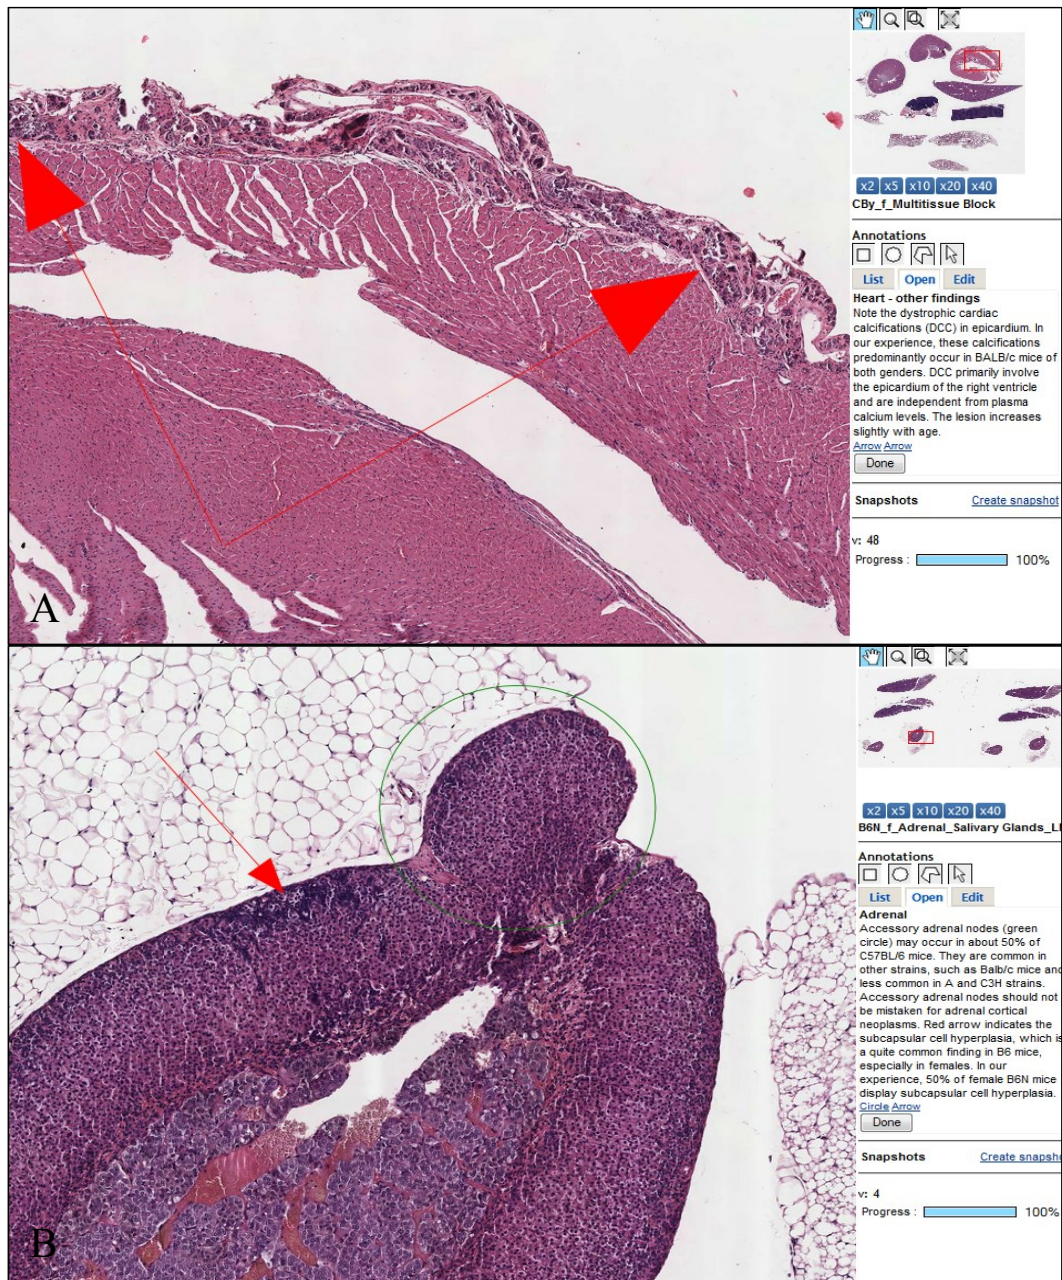 x2 x5 x10 x20 x40
CBy_f_Multitissue Block
Annotations
List Open Edit
Heart - other findings
Note the dystrophic cardiac
calcifications (DCC) in epicardium. In
our experience, these calcifications
predominantly occur in BALB/c mice of
both genders. DCC primarily involve
the epicardium of the right ventricle
and are independent from plasma
calcium levels. The lesion increases
slightly with age.
Arrow Arrow
Done
Snapshots Create snapshot
v: 48
Progress : 100%
A
x2 x5 x10 x20 x40
B6N_f_Adrenal_Salivary Glands_
Annotations
List Open Edit
Adrenal
Accessory adrenal nodes (green
circle) may occur in about 50% of
C57BL/6 mice. They are common in
other strains, such as Balb/c mice and
less common in A and C3H strains.
Accessory adrenal nodes should not
be mistaken for adrenal cortical
neoplasms. Red arrow indicates the
subcapsular cell hyperplasia, which is
a quite common finding in B6 mice,
especially in females. In our
experience, 50% of female B6N mice
display subcapsular cell hyperplasia.
Circle Arrow
Done
Snapshots Create snapsh
v: 4
Progress : 100%
B